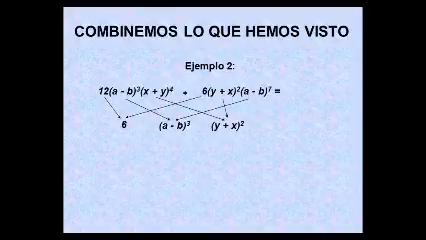 COMBINEMOS LO QUE HEMOS VISTO
Ejemplo 2:
12(a - b)³(x + y)⁴ + 6(y + x)²(a - b)⁷ =
6 (a - b)³ (y + x)²